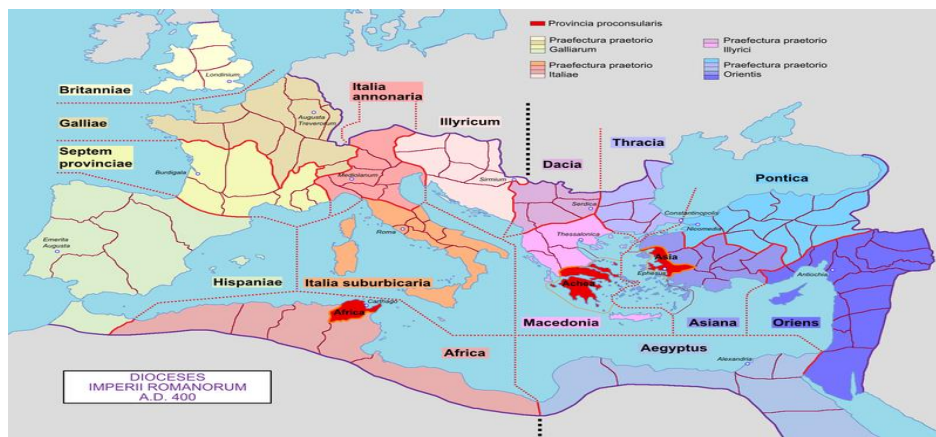 Provincia proconsularis
Praefectura praetorio
Galliarum
Praefectura praetorio
Italiae
Praefectura praetorio
Illyrici
Praefectura praetorio
Orientis
Britanniae
Londinium
Galliae
Augusta
Treverorum
Italia
annonaria
Illyricum
Septem
provinciae
Burdigala
Mediolanum
Sirmium
Dacia
Thracia
Pontica
Serdica
Constantinopolis
Nicomedia
Thessalonica
Emerita
Augusta
Roma
Asia
Ephesus
Achaea
Antiochia
Hispaniae
Italia suburbicaria
Carthago
Africa
Macedonia
Asiana
Oriens
Africa
Aegyptus
Alexandria
DIOCESES
IMPERII ROMANORUM
A.D. 400